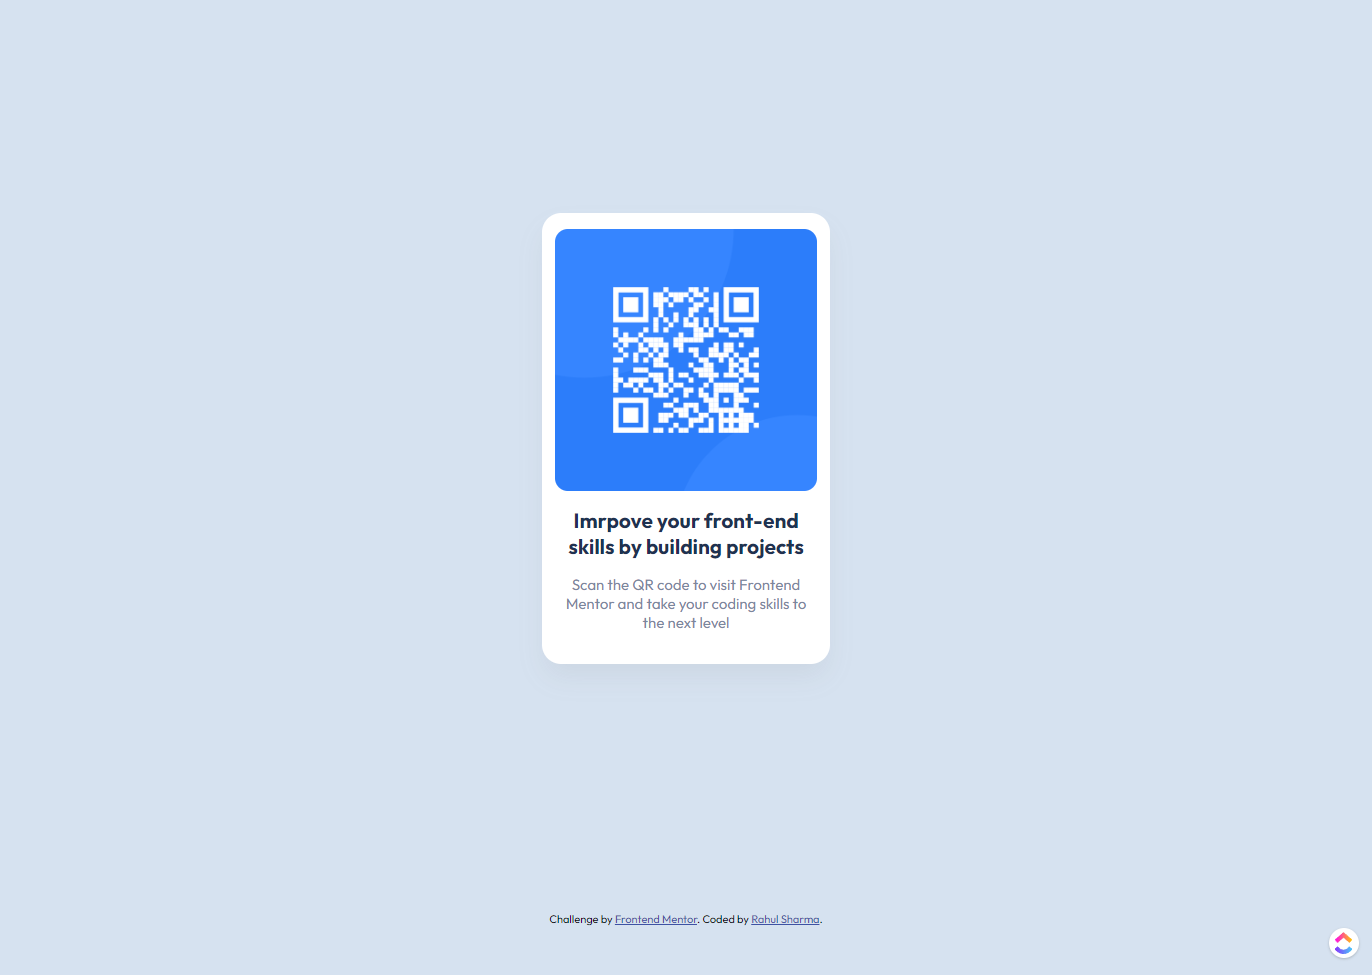 Imrpove your front-end
skills by building projects
Scan the QR code to visit Frontend
Mentor and take your coding skills to
the next level
Challenge by Frontend Mentor. Coded by Rahul Sharma.